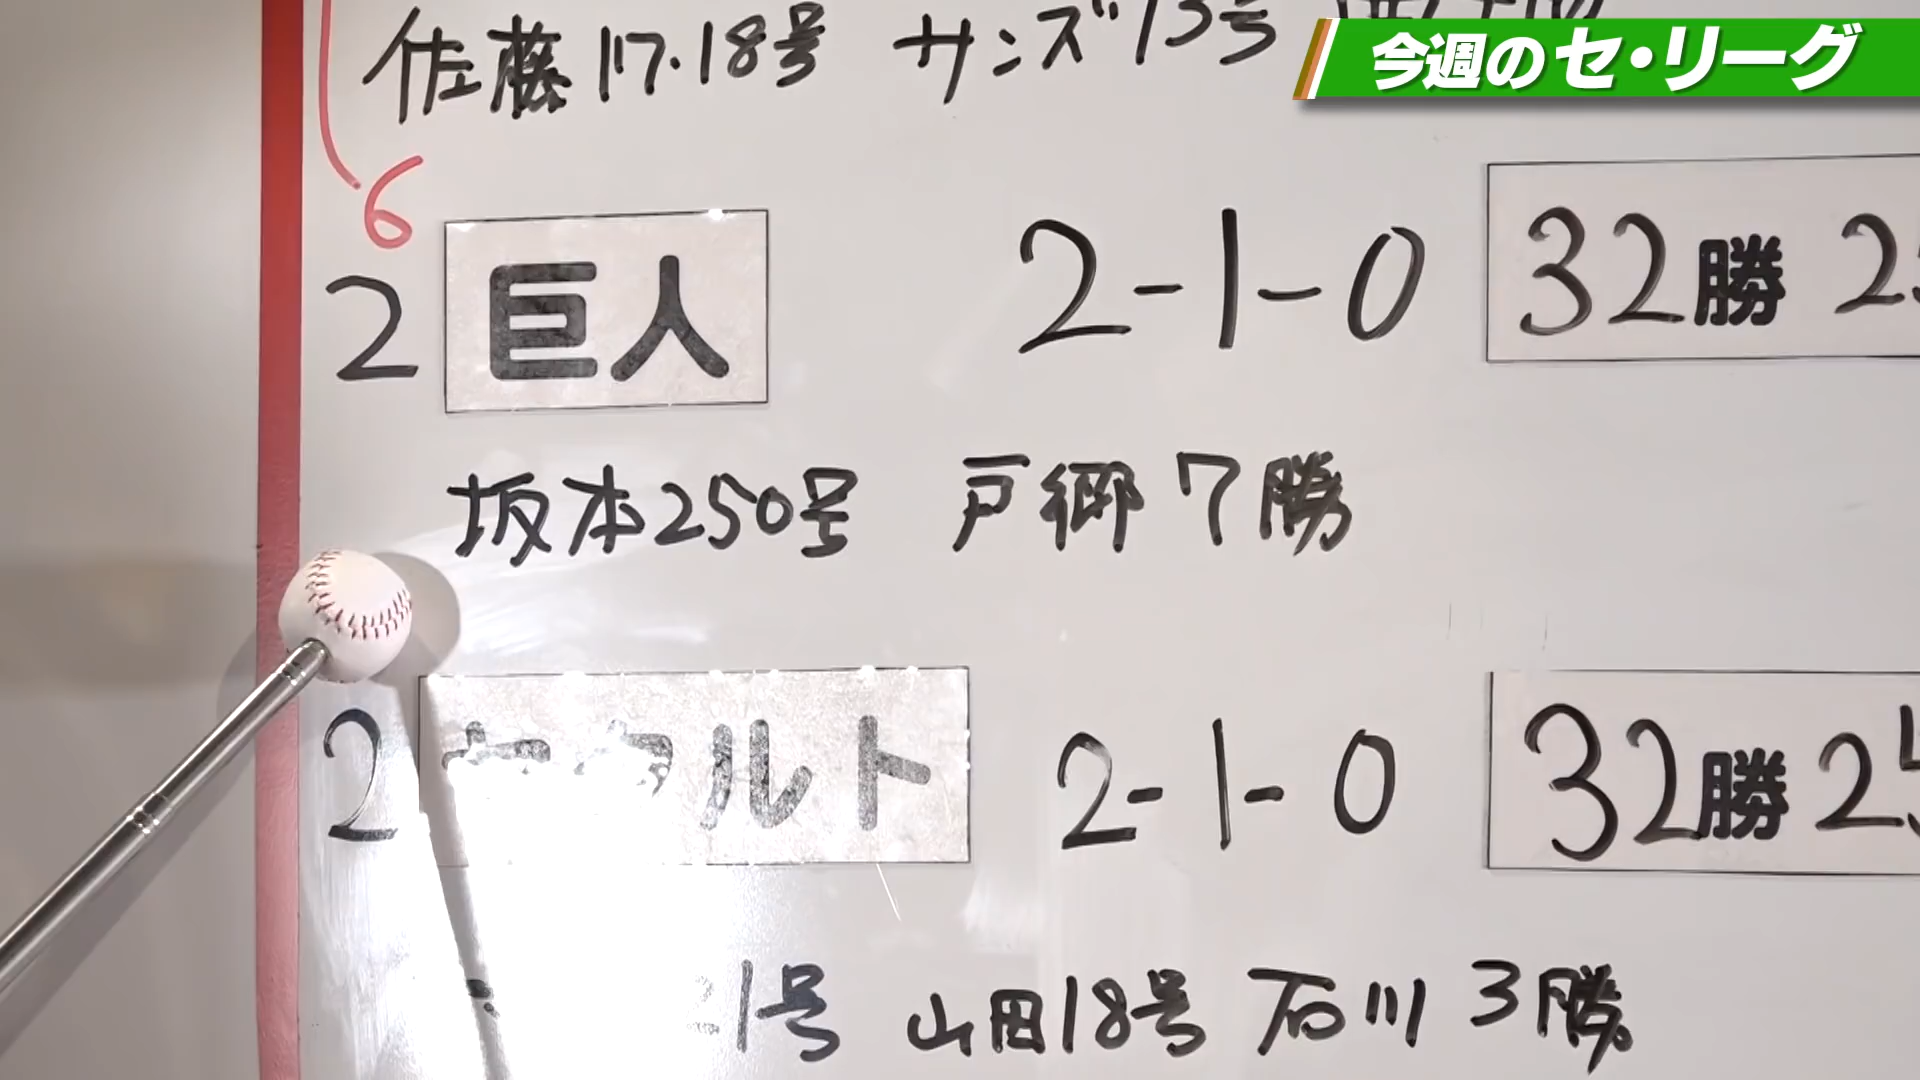 今週のセ・リーグ
佐藤17.18号 サンズ13号
6
2 巨人 2-1-0 32勝 2
坂本250号 戸郷7勝
2 ヤクルト 2-1-0 32勝 2
1号 山田18号 石川3勝